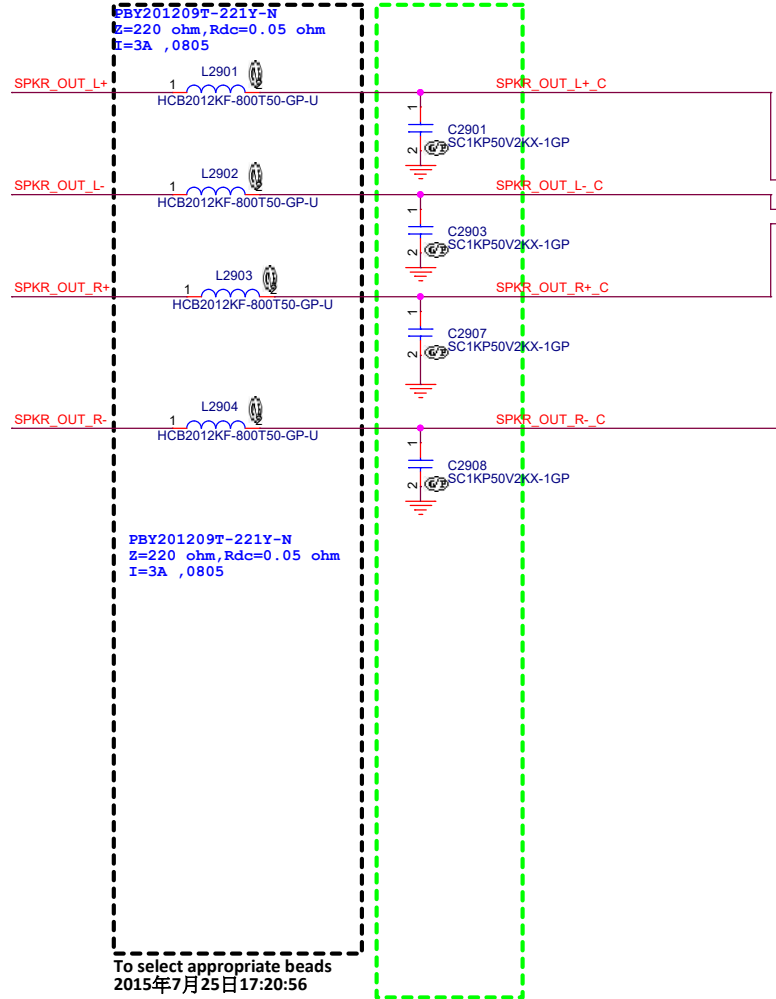 PBY201209T-221Y-N
Z=220 ohm,Rdc=0.05 ohm
I=3A ,0805
SPKR_OUT_L+
1
L2901
2
HCB2012KF-800T50-GP-U
SPKR_OUT_L+_C
1
2
C2901
SC1KP50V2KX-1GP
SPKR_OUT_L-
1
L2902
2
HCB2012KF-800T50-GP-U
SPKR_OUT_L-_C
1
2
C2903
SC1KP50V2KX-1GP
SPKR_OUT_R+
1
L2903
2
HCB2012KF-800T50-GP-U
SPKR_OUT_R+_C
1
2
C2907
SC1KP50V2KX-1GP
SPKR_OUT_R-
1
L2904
2
HCB2012KF-800T50-GP-U
SPKR_OUT_R-_C
1
2
C2908
SC1KP50V2KX-1GP
PBY201209T-221Y-N
Z=220 ohm,Rdc=0.05 ohm
I=3A ,0805
To select appropriate beads
2015年7月25日17:20:56